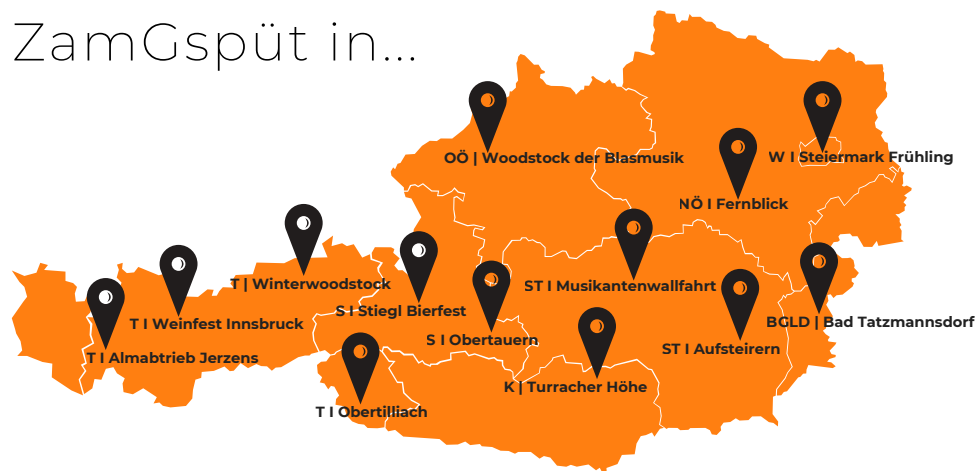 ZamGspüt in...
OÖ | Woodstock der Blasmusik
W I Steiermark Frühling
NÖ I Fernblick
T | Winterwoodstock
ST I Musikantenwallfahrt
S I Stiegl Bierfest
T I Weinfest Innsbruck
BGLD | Bad Tatzmannsdorf
S I Obertauern
ST I Aufsteirern
T I Almabtrieb Jerzens
K | Turracher Höhe
T I Obertilliach